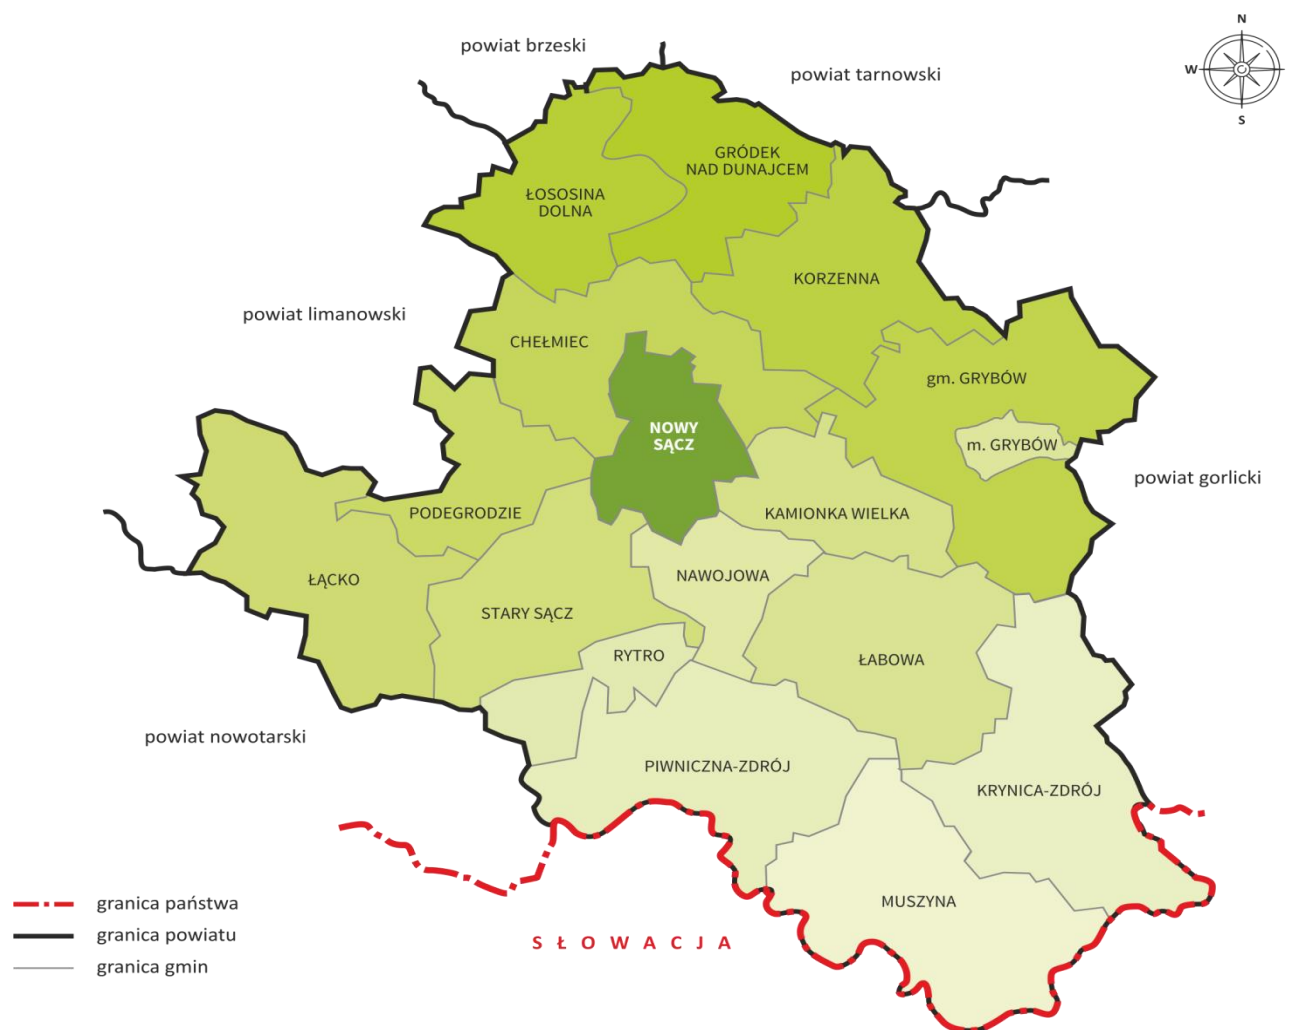 N
W
E
S
powiat brzeski
powiat tarnowski
GRÓDEK
NAD DUNAJCEM
ŁOSOSINA
DOLNA
KORZENNA
powiat limanowski
CHEŁMIEC
gm. GRYBÓW
NOWY
SĄCZ
m. GRYBÓW
powiat gorlicki
PODEGRODZIE
KAMIONKA WIELKA
ŁĄCKO
NAWOJOWA
STARY SĄCZ
RYTRO
ŁABOWA
powiat nowotarski
PIWNICZNA-ZDRÓJ
KRYNICA-ZDRÓJ
MUSZYNA
granica państwa
granica powiatu
granica gmin
SŁOWACJA